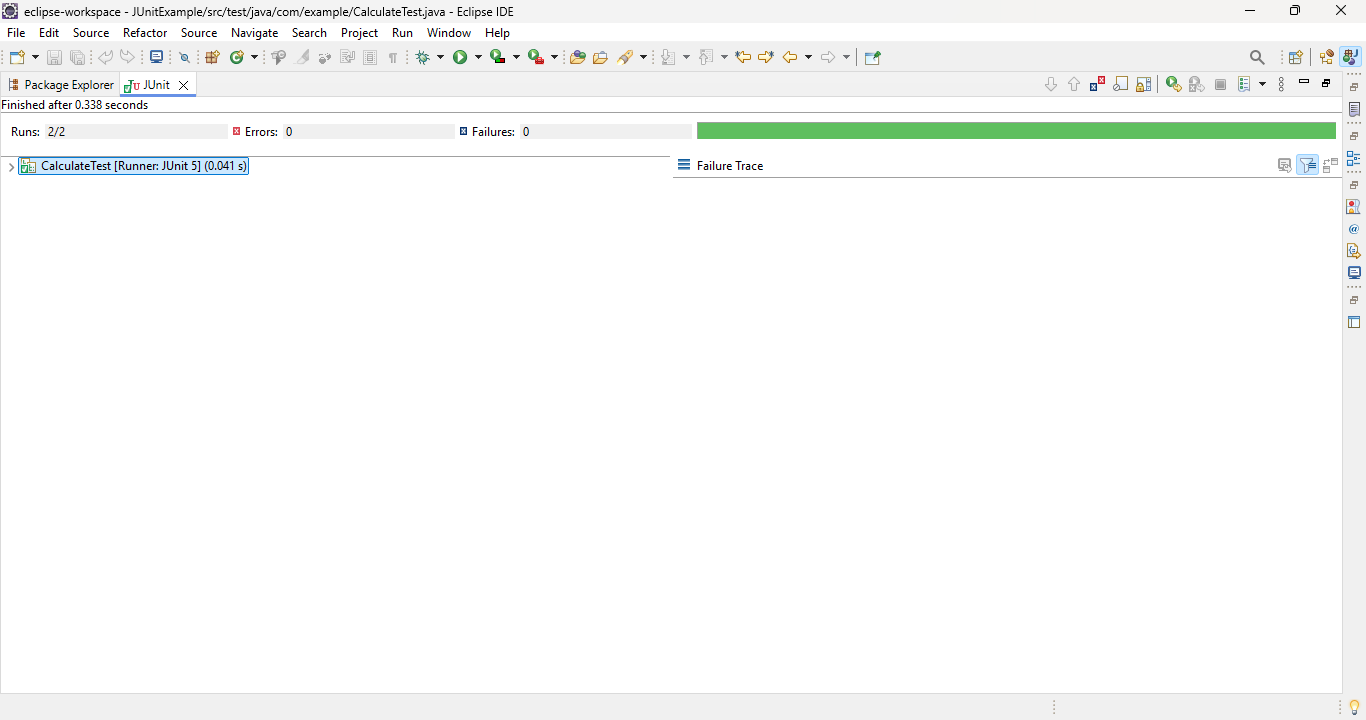 eclipse-workspace - JUnitExample/src/test/java/com/example/CalculateTest.java - Eclipse IDE
File Edit Source Refactor Source Navigate Search Project Run Window Help
Package Explorer JUnit
Finished after 0.338 seconds
Runs: 2/2 Errors: 0 Failures: 0
CalculateTest [Runner: JUnit 5] (0.041 s) Failure Trace